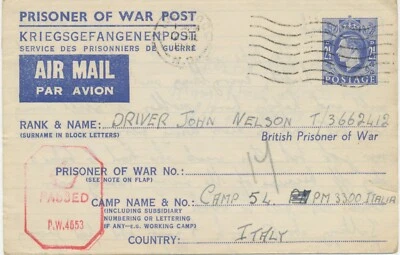 PRISONER OF WAR POST
KRIEGSGEFANGENENPOST
SERVICE DES PRISONNIERS DE GUERRE
AIR MAIL
PAR AVION
POSTAGE
RANK & NAME: DRIVER JOHN NELSON T/3662412
(SURNAME IN BLOCK LETTERS)
British Prisoner of War
PRISONER OF WAR No.:
(SEE NOTE ON FLAP)
14
PASSED
P.W.4653
CAMP NAME & No.: CAMP 54. PM 3300 ITALIA
(INCLUDING SUBSIDIARY
NUMBERING OR LETTERING
IF ANY—e.g. WORKING CAMP)
COUNTRY: ITALY